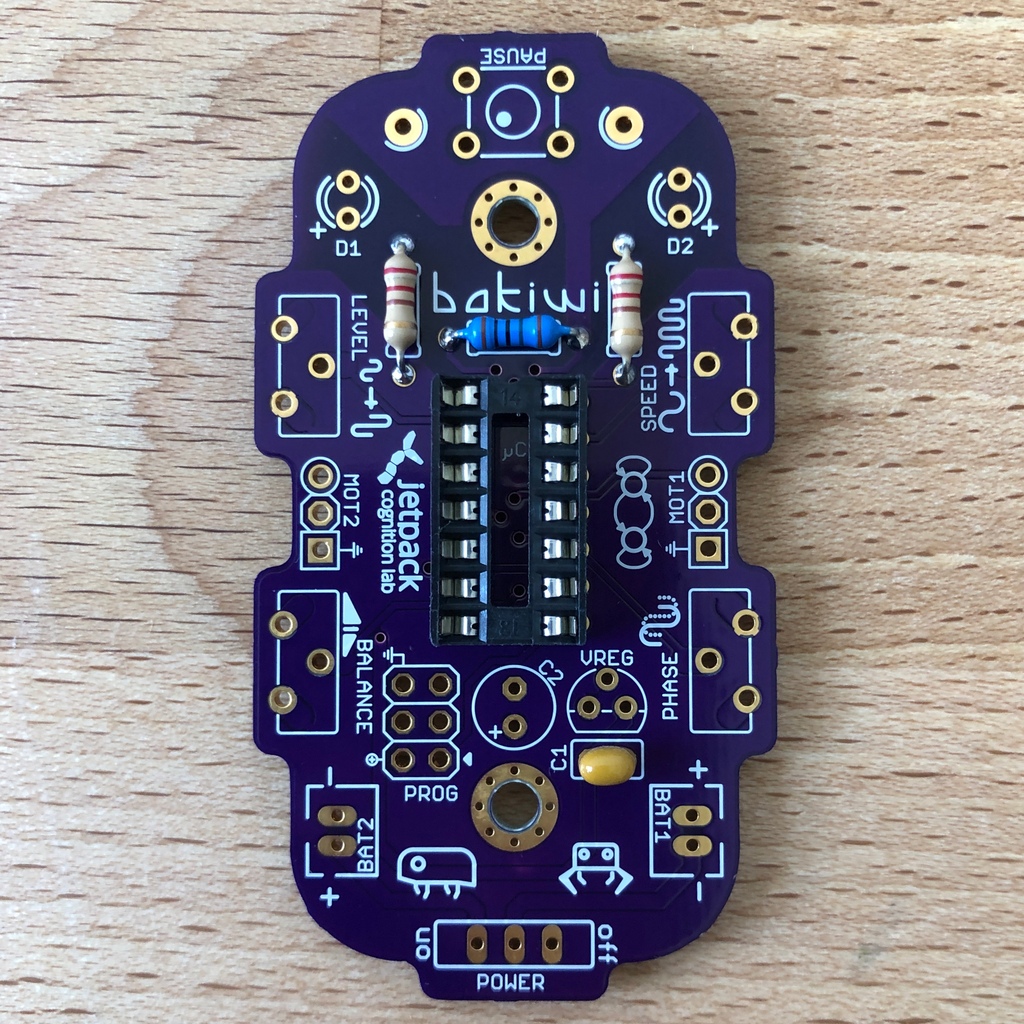 PAUSE
D1
D2
+
+
bakiwi
LEVEL
SPEED
14
µC
MOT2
MOT1
jetpack
cognition lab
BALANCE
PHASE
C2
+
VREG
C1
PROG
-
+
BAT2
BAT1
+
-
on
off
POWER